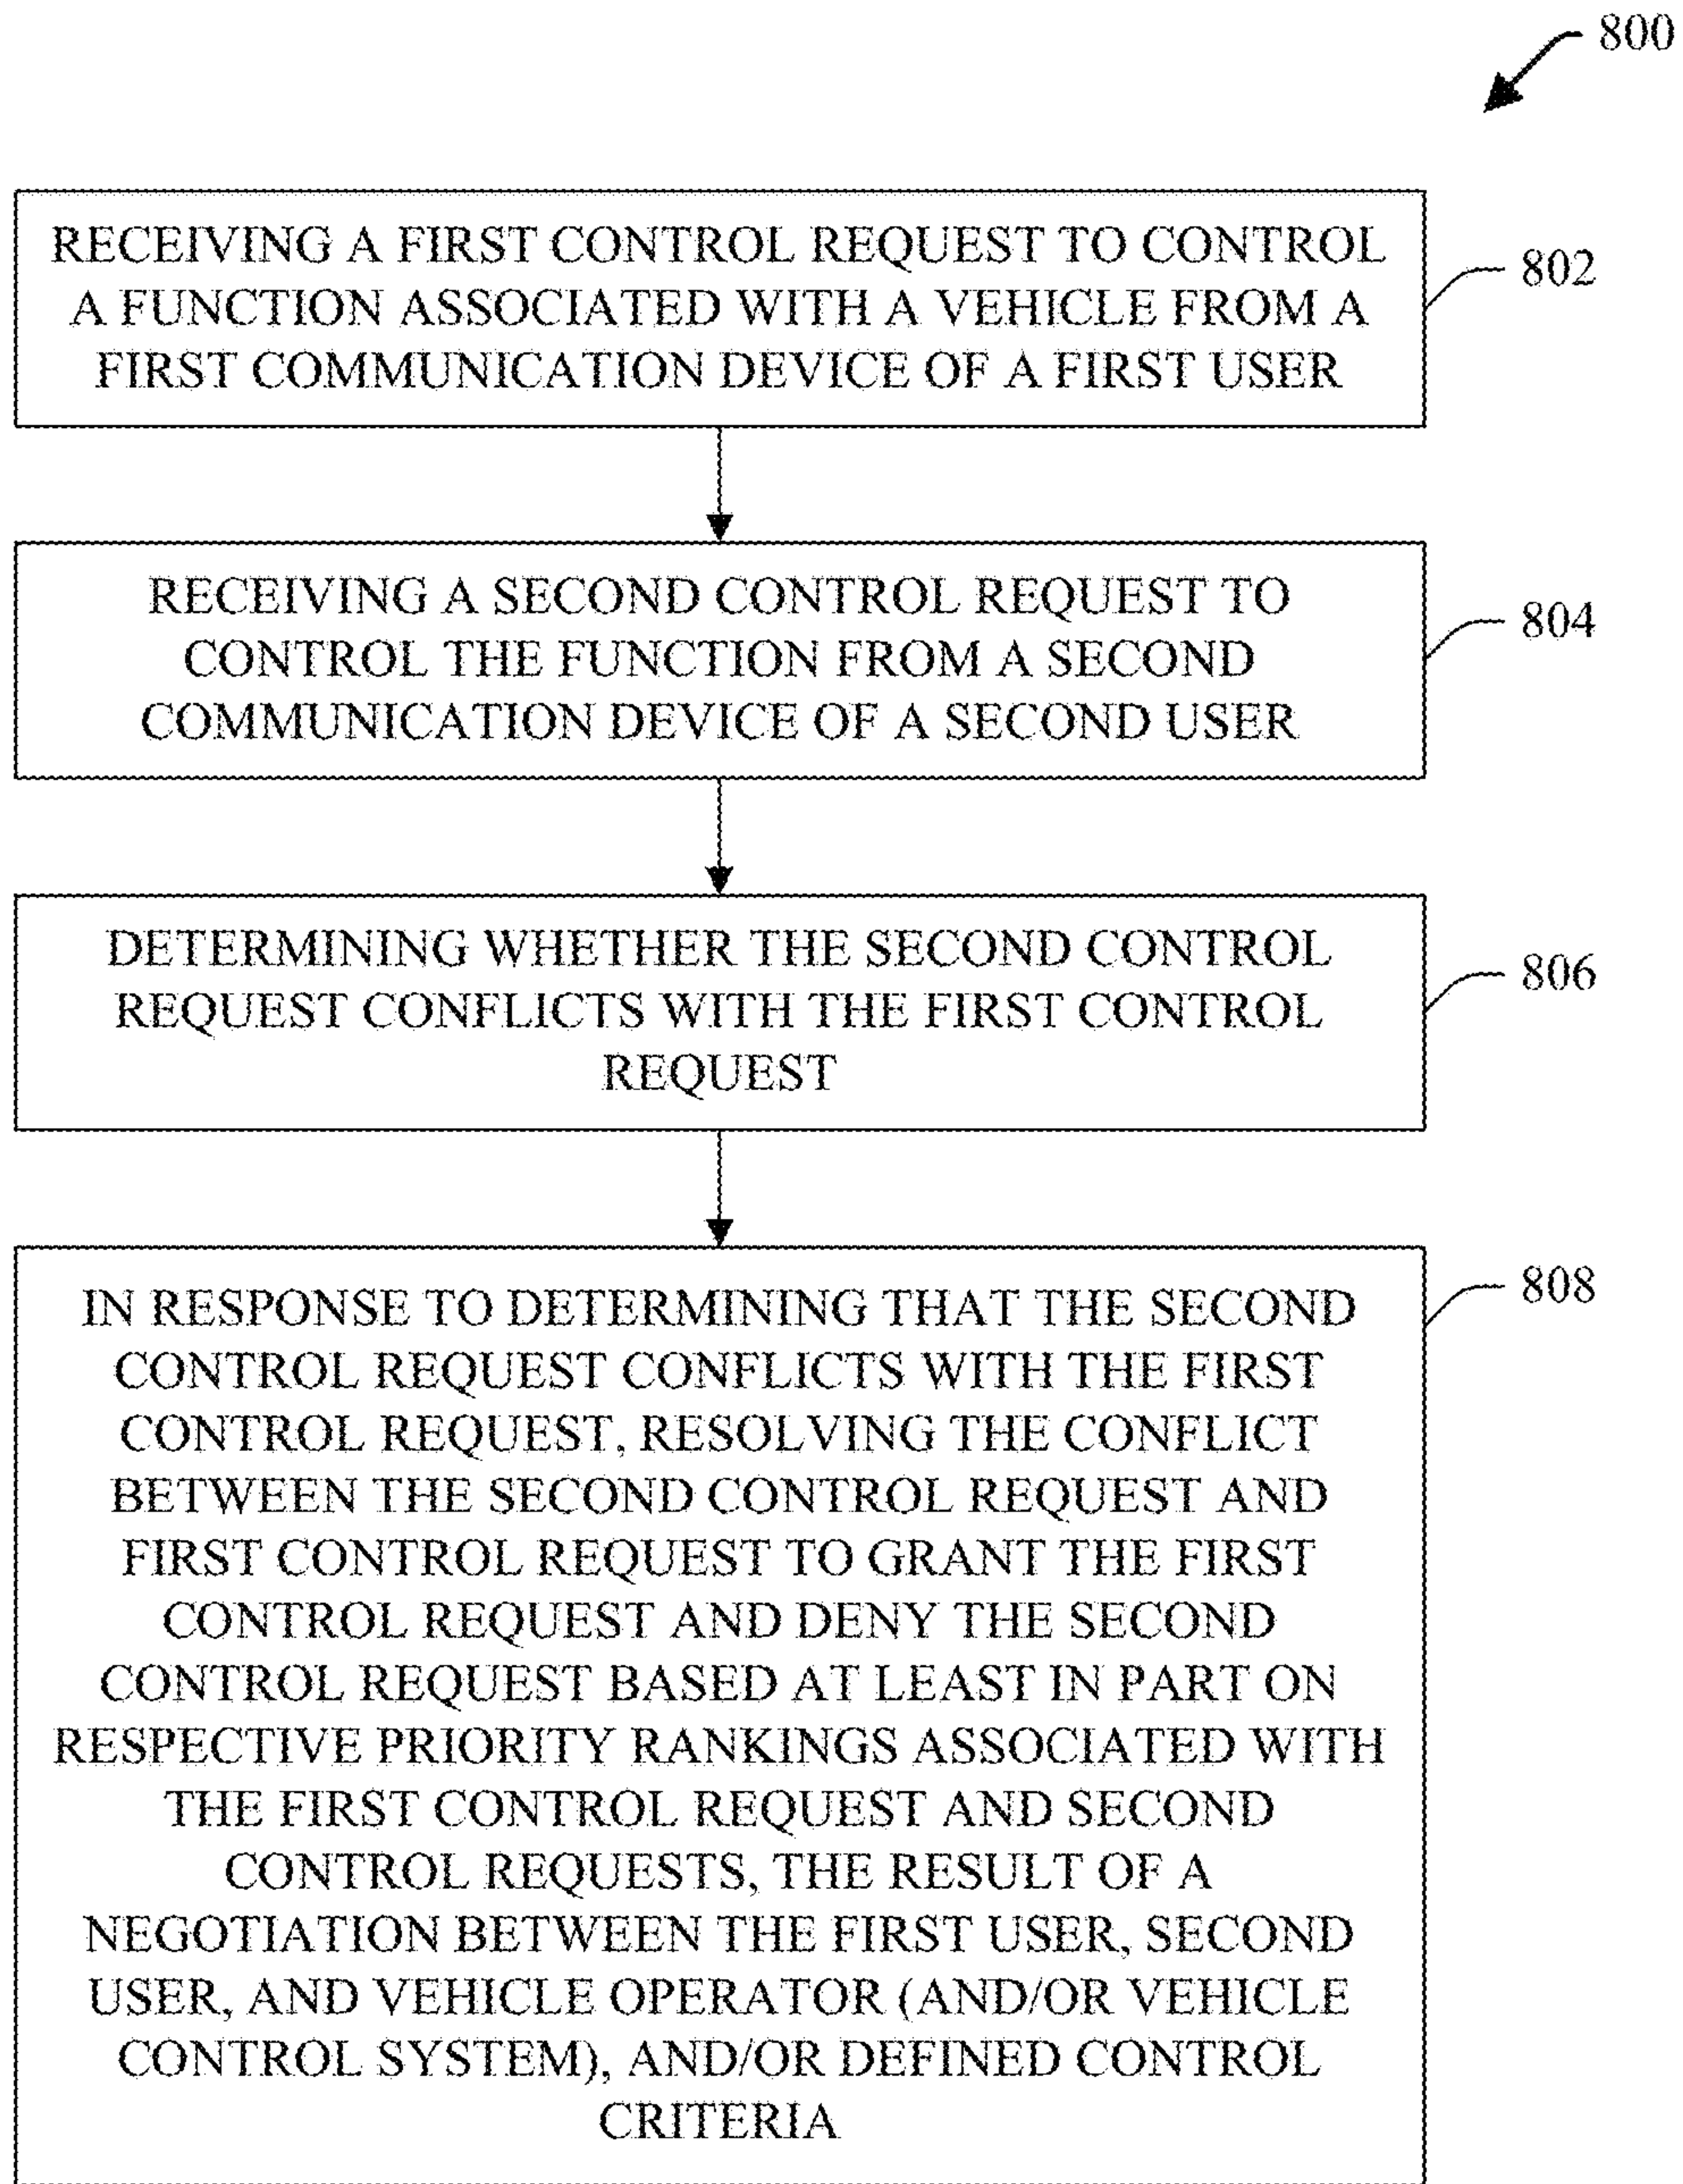 800
RECEIVING A FIRST CONTROL REQUEST TO CONTROL
A FUNCTION ASSOCIATED WITH A VEHICLE FROM A
FIRST COMMUNICATION DEVICE OF A FIRST USER
802
RECEIVING A SECOND CONTROL REQUEST TO
CONTROL THE FUNCTION FROM A SECOND
COMMUNICATION DEVICE OF A SECOND USER
804
DETERMINING WHETHER THE SECOND CONTROL
REQUEST CONFLICTS WITH THE FIRST CONTROL
REQUEST
806
IN RESPONSE TO DETERMINING THAT THE SECOND
CONTROL REQUEST CONFLICTS WITH THE FIRST
CONTROL REQUEST, RESOLVING THE CONFLICT
BETWEEN THE SECOND CONTROL REQUEST AND
FIRST CONTROL REQUEST TO GRANT THE FIRST
CONTROL REQUEST AND DENY THE SECOND
CONTROL REQUEST BASED AT LEAST IN PART ON
RESPECTIVE PRIORITY RANKINGS ASSOCIATED WITH
THE FIRST CONTROL REQUEST AND SECOND
CONTROL REQUESTS, THE RESULT OF A
NEGOTIATION BETWEEN THE FIRST USER, SECOND
USER, AND VEHICLE OPERATOR (AND/OR VEHICLE
CONTROL SYSTEM), AND/OR DEFINED CONTROL
CRITERIA
808